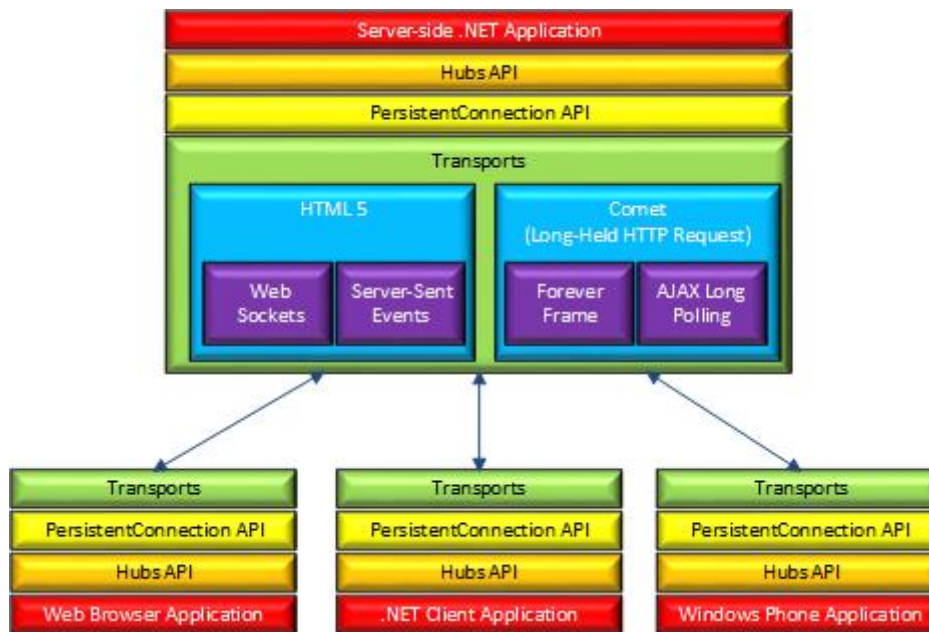 Server-side .NET Application
Hubs API
PersistentConnection API
Transports
HTML 5
Web
Sockets
Server-Sent
Events
Comet
(Long-Held HTTP Request)
Forever
Frame
AJAX Long
Polling
Transports
PersistentConnection API
Hubs API
Web Browser Application
Transports
PersistentConnection API
Hubs API
.NET Client Application
Transports
PersistentConnection API
Hubs API
Windows Phone Application